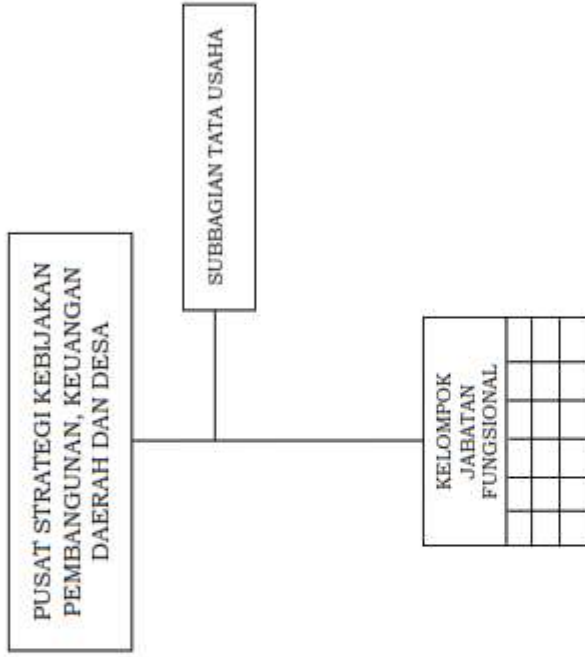 PUSAT STRATEGI KEBIJAKAN
PEMBANGUNAN, KEUANGAN
DAERAH DAN DESA
SUBBAGIAN TATA USAHA
KELOMPOK
JABATAN
FUNGSIONAL